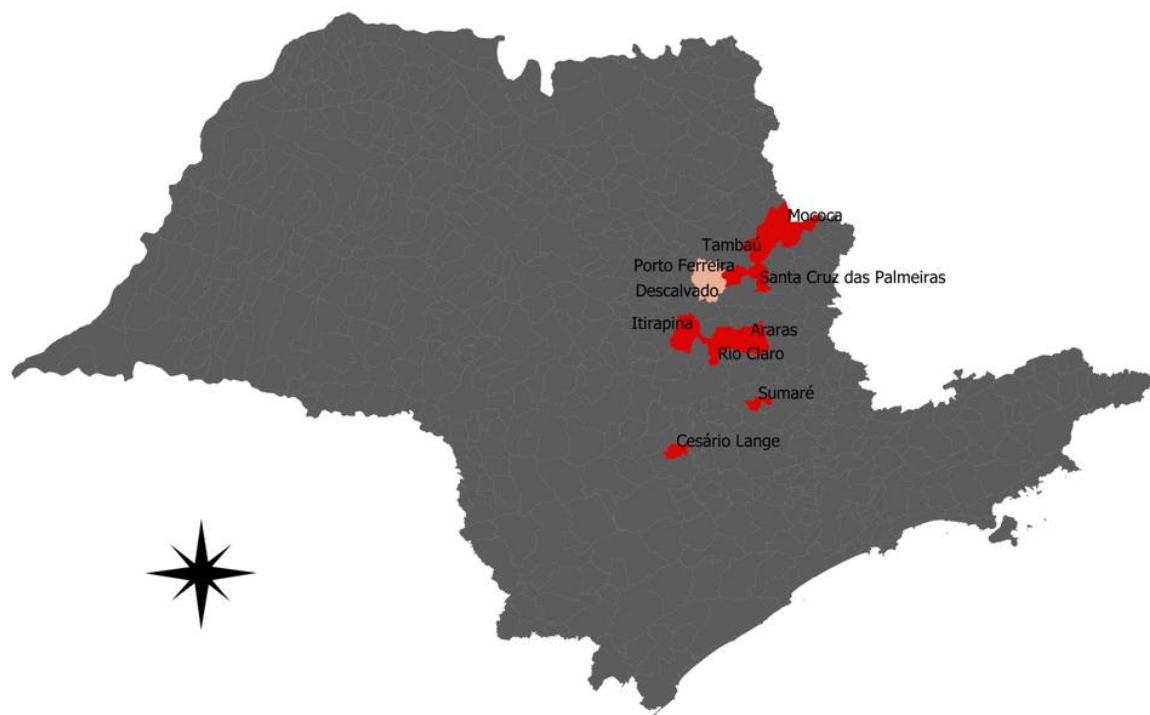 Mococa
Tambaú
Porto Ferreira
Santa Cruz das Palmeiras
Descalvado
Itirapina
Araras
Rio Claro
Sumaré
Cesário Lange